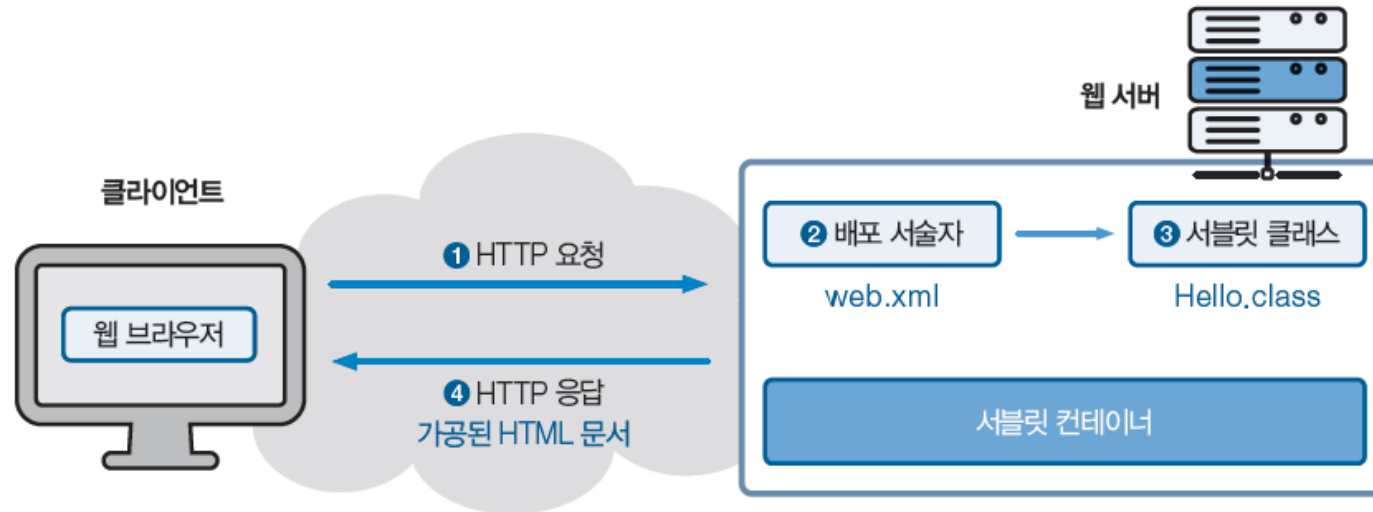 웹 서버
클라이언트
웹 브라우저
❶ HTTP 요청
❹ HTTP 응답
가공된 HTML 문서
❷ 배포 서술자
web.xml
❸ 서블릿 클래스
Hello.class
서블릿 컨테이너